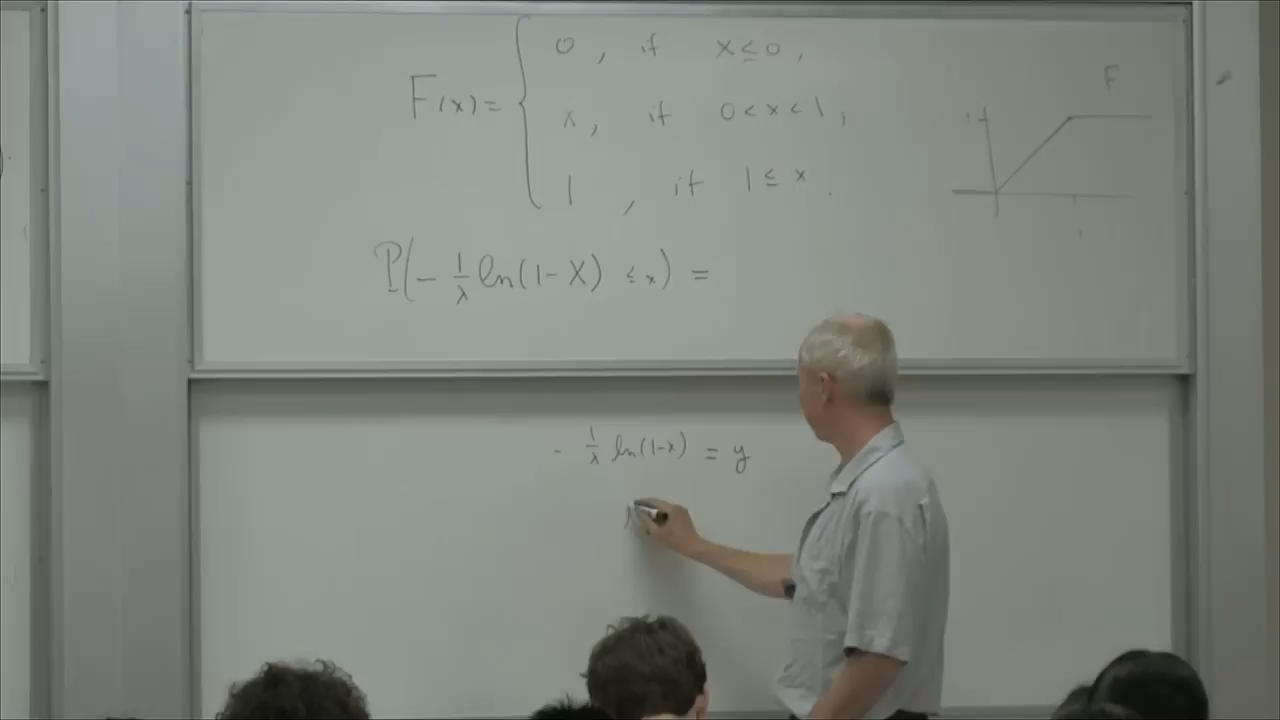 F(x) = { 0 , if x ≤ 0 ,
x , if 0 < x < 1 ,
1 , if 1 ≤ x .
F
1
P(- 1/λ ln(1-X) ≤ x) =
- 1/λ ln(1-x) = y